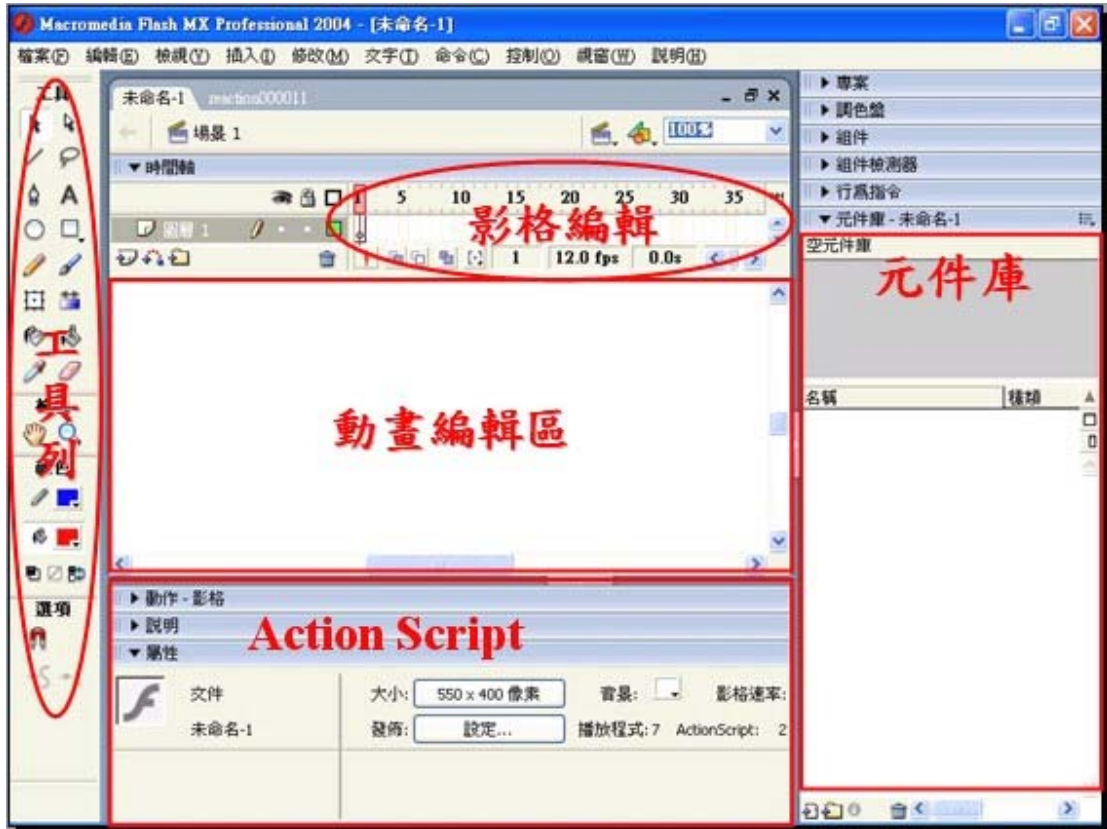 Macromedia Flash MX Professional 2004 - [未命名-1]
檔案(F) 編輯(E) 檢視(V) 插入(I) 修改(M) 文字(T) 命令(C) 控制(O) 視窗(W) 說明(H)
工具
工具列
選項
未命名-1 reaction000011
場景 1
100%
時間軸
1 5 10 15 20 25 30 35
影格編輯
圖層 1
1 12.0 fps 0.0s
動畫編輯區
動作 - 影格
說明
屬性
Action Script
文件 大小: 550 x 400 像素 背景: 影格速率:
未命名-1 發佈: 設定... 播放程式: 7 ActionScript: 2
專案
調色盤
組件
組件檢測器
行為指令
元件庫 - 未命名-1
空元件庫
元件庫
名稱 種類